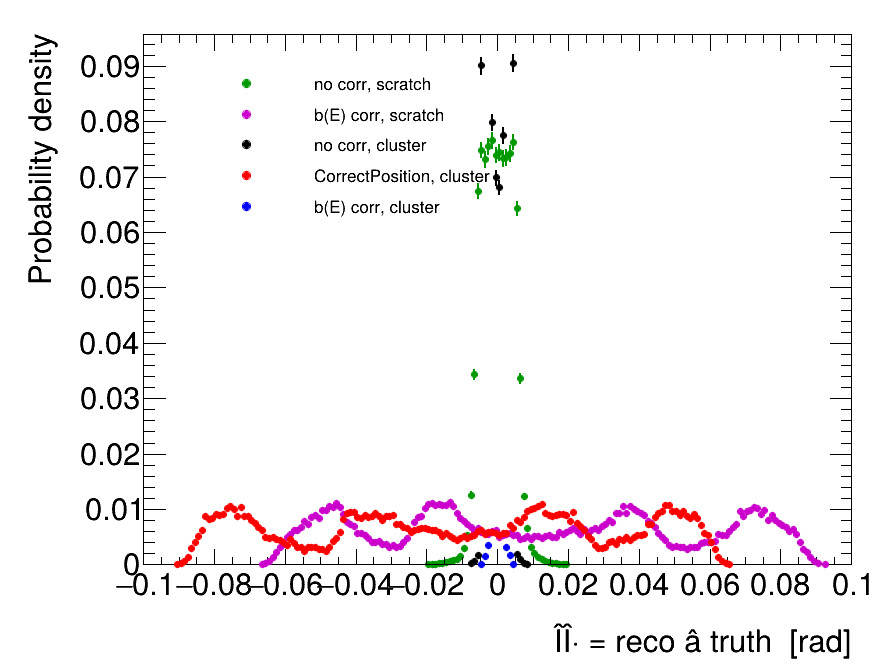 Probability density
0.09
0.08
0.07
0.06
0.05
0.04
0.03
0.02
0.01
0
no corr, scratch
b(E) corr, scratch
no corr, cluster
CorrectPosition, cluster
b(E) corr, cluster
−0.1 −0.08 −0.06 −0.04 −0.02 0 0.02 0.04 0.06 0.08 0.1
ÎÎ· = reco â truth [rad]